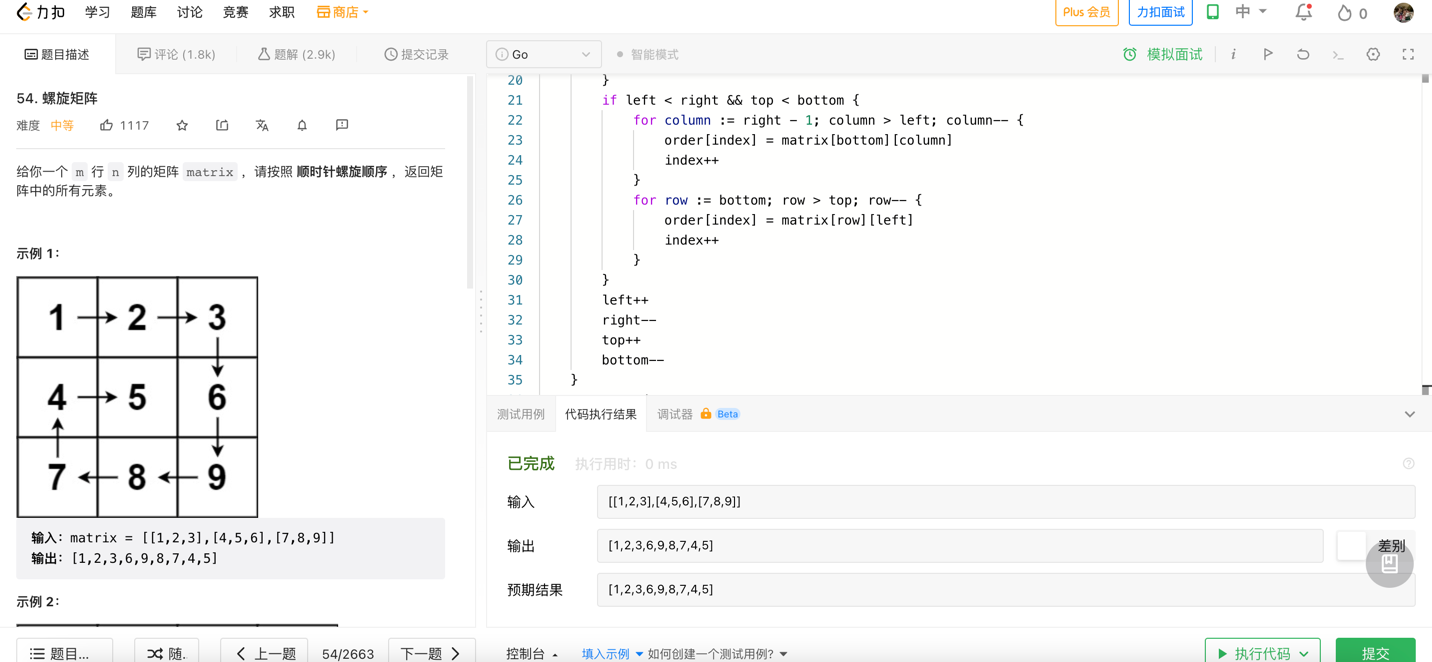 力扣 学习 题库 讨论 竞赛 求职 商店 Plus 会员 力扣面试 中 0
题目描述 评论 (1.8k) 题解 (2.9k) 提交记录 Go 智能模式 模拟面试
54. 螺旋矩阵
难度 中等 1117
给你一个 m 行 n 列的矩阵 matrix ，请按照 顺时针螺旋顺序 ，返回矩
阵中的所有元素。
示例 1：
1 2 3
4 5 6
7 8 9
输入：matrix = [[1,2,3],[4,5,6],[7,8,9]]
输出：[1,2,3,6,9,8,7,4,5]
示例 2：
20 }
21 if left < right && top < bottom {
22 for column := right - 1; column > left; column-- {
23 order[index] = matrix[bottom][column]
24 index++
25 }
26 for row := bottom; row > top; row-- {
27 order[index] = matrix[row][left]
28 index++
29 }
30 }
31 left++
32 right--
33 top++
34 bottom--
35 }
测试用例 代码执行结果 调试器 Beta
已完成 执行用时：0 ms
输入 [[1,2,3],[4,5,6],[7,8,9]]
输出 [1,2,3,6,9,8,7,4,5] 差别
预期结果 [1,2,3,6,9,8,7,4,5]
题目... 随. 上一题 54/2663 下一题 控制台 填入示例 如何创建一个测试用例? 执行代码 提交